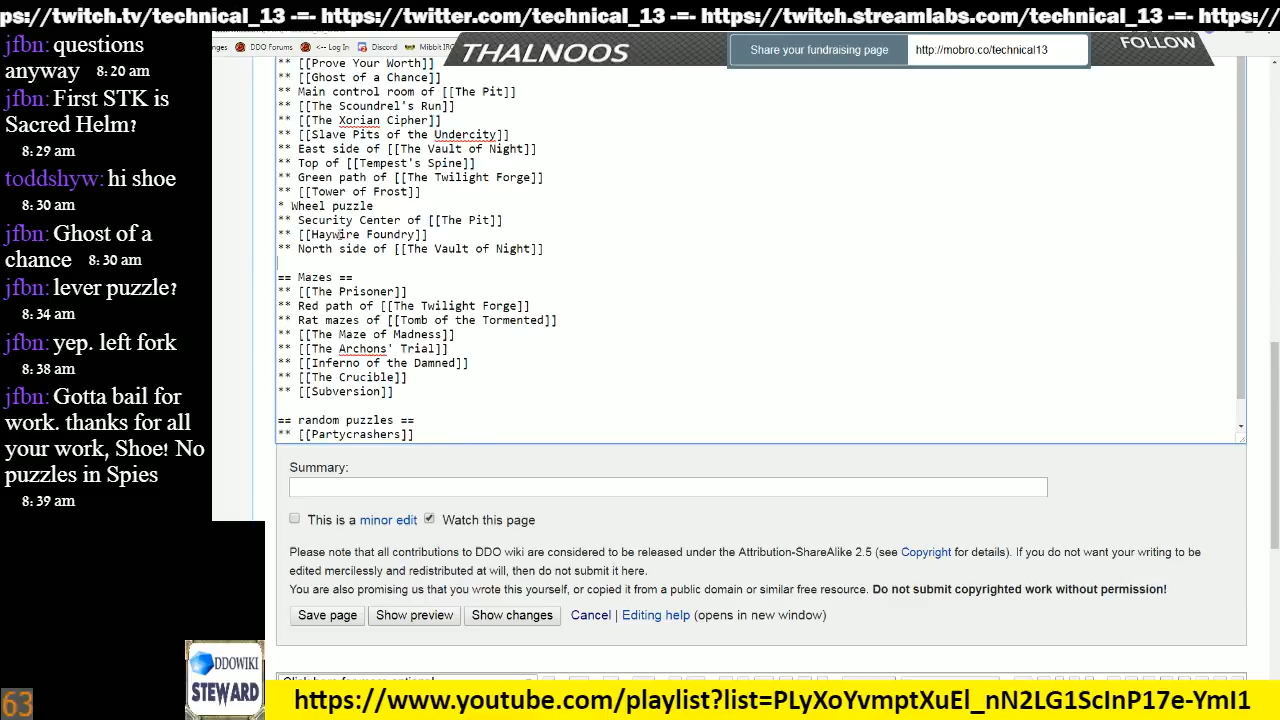 ps://twitch.tv/technical_13 -=- https://twitter.com/technical_13 -=- https://twitch.streamlabs.com/technical_13 -=- https://
jfbn: questions
anyway 8:20 am
jfbn: First STK is
Sacred Helm?
8:29 am
toddshyw: hi shoe
8:30 am
jfbn: Ghost of a
chance 8:30 am
jfbn: lever puzzle?
8:34 am
jfbn: yep. left fork
8:38 am
jfbn: Gotta bail for
work. thanks for all
your work, Shoe! No
puzzles in Spies
8:39 am
nges DDO Forums <-- Log In Discord Mibbit IRC
THALNOOS
Share your fundraising page http://mobro.co/technical13
FOLLOW
** [[Prove Your Worth]]
** [[Ghost of a Chance]]
** Main control room of [[The Pit]]
** [[The Scoundrel's Run]]
** [[The Xorian Cipher]]
** [[Slave Pits of the Undercity]]
** East side of [[The Vault of Night]]
** Top of [[Tempest's Spine]]
** Green path of [[The Twilight Forge]]
** [[Tower of Frost]]
* Wheel puzzle
** Security Center of [[The Pit]]
** [[Haywire Foundry]]
** North side of [[The Vault of Night]]
== Mazes ==
** [[The Prisoner]]
** Red path of [[The Twilight Forge]]
** Rat mazes of [[Tomb of the Tormented]]
** [[The Maze of Madness]]
** [[The Archons' Trial]]
** [[Inferno of the Damned]]
** [[The Crucible]]
** [[Subversion]]
== random puzzles ==
** [[Partycrashers]]
Summary:
This is a minor edit Watch this page
Please note that all contributions to DDO wiki are considered to be released under the Attribution-ShareAlike 2.5 (see Copyright for details). If you do not want your writing to be
edited mercilessly and redistributed at will, then do not submit it here.
You are also promising us that you wrote this yourself, or copied it from a public domain or similar free resource. Do not submit copyrighted work without permission!
Save page Show preview Show changes Cancel | Editing help (opens in new window)
DDOWIKI
STEWARD
63
https://www.youtube.com/playlist?list=PLyXoYvmptXuEl_nN2LG1ScInP17e-YmI1